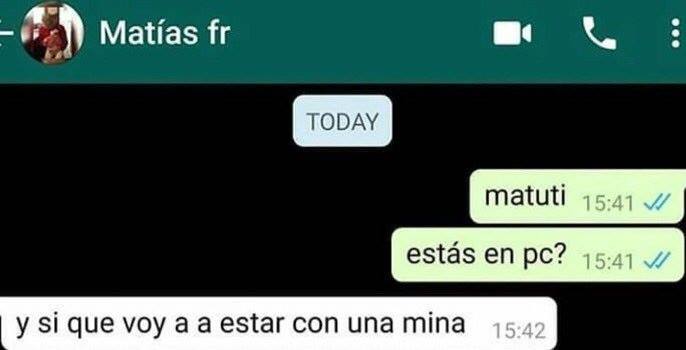 Matías fr
TODAY
matuti 15:41
estás en pc? 15:41
y si que voy a a estar con una mina 15:42